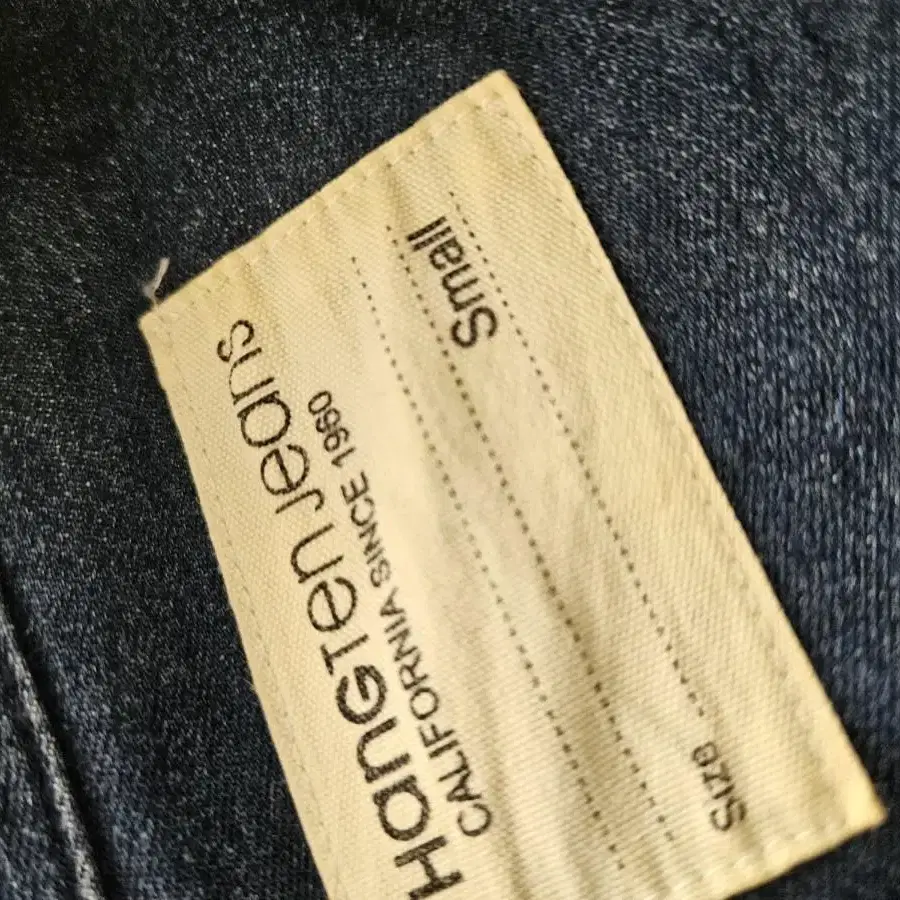 HangTen Jeans
CALIFORNIA SINCE 1960
Small
Size